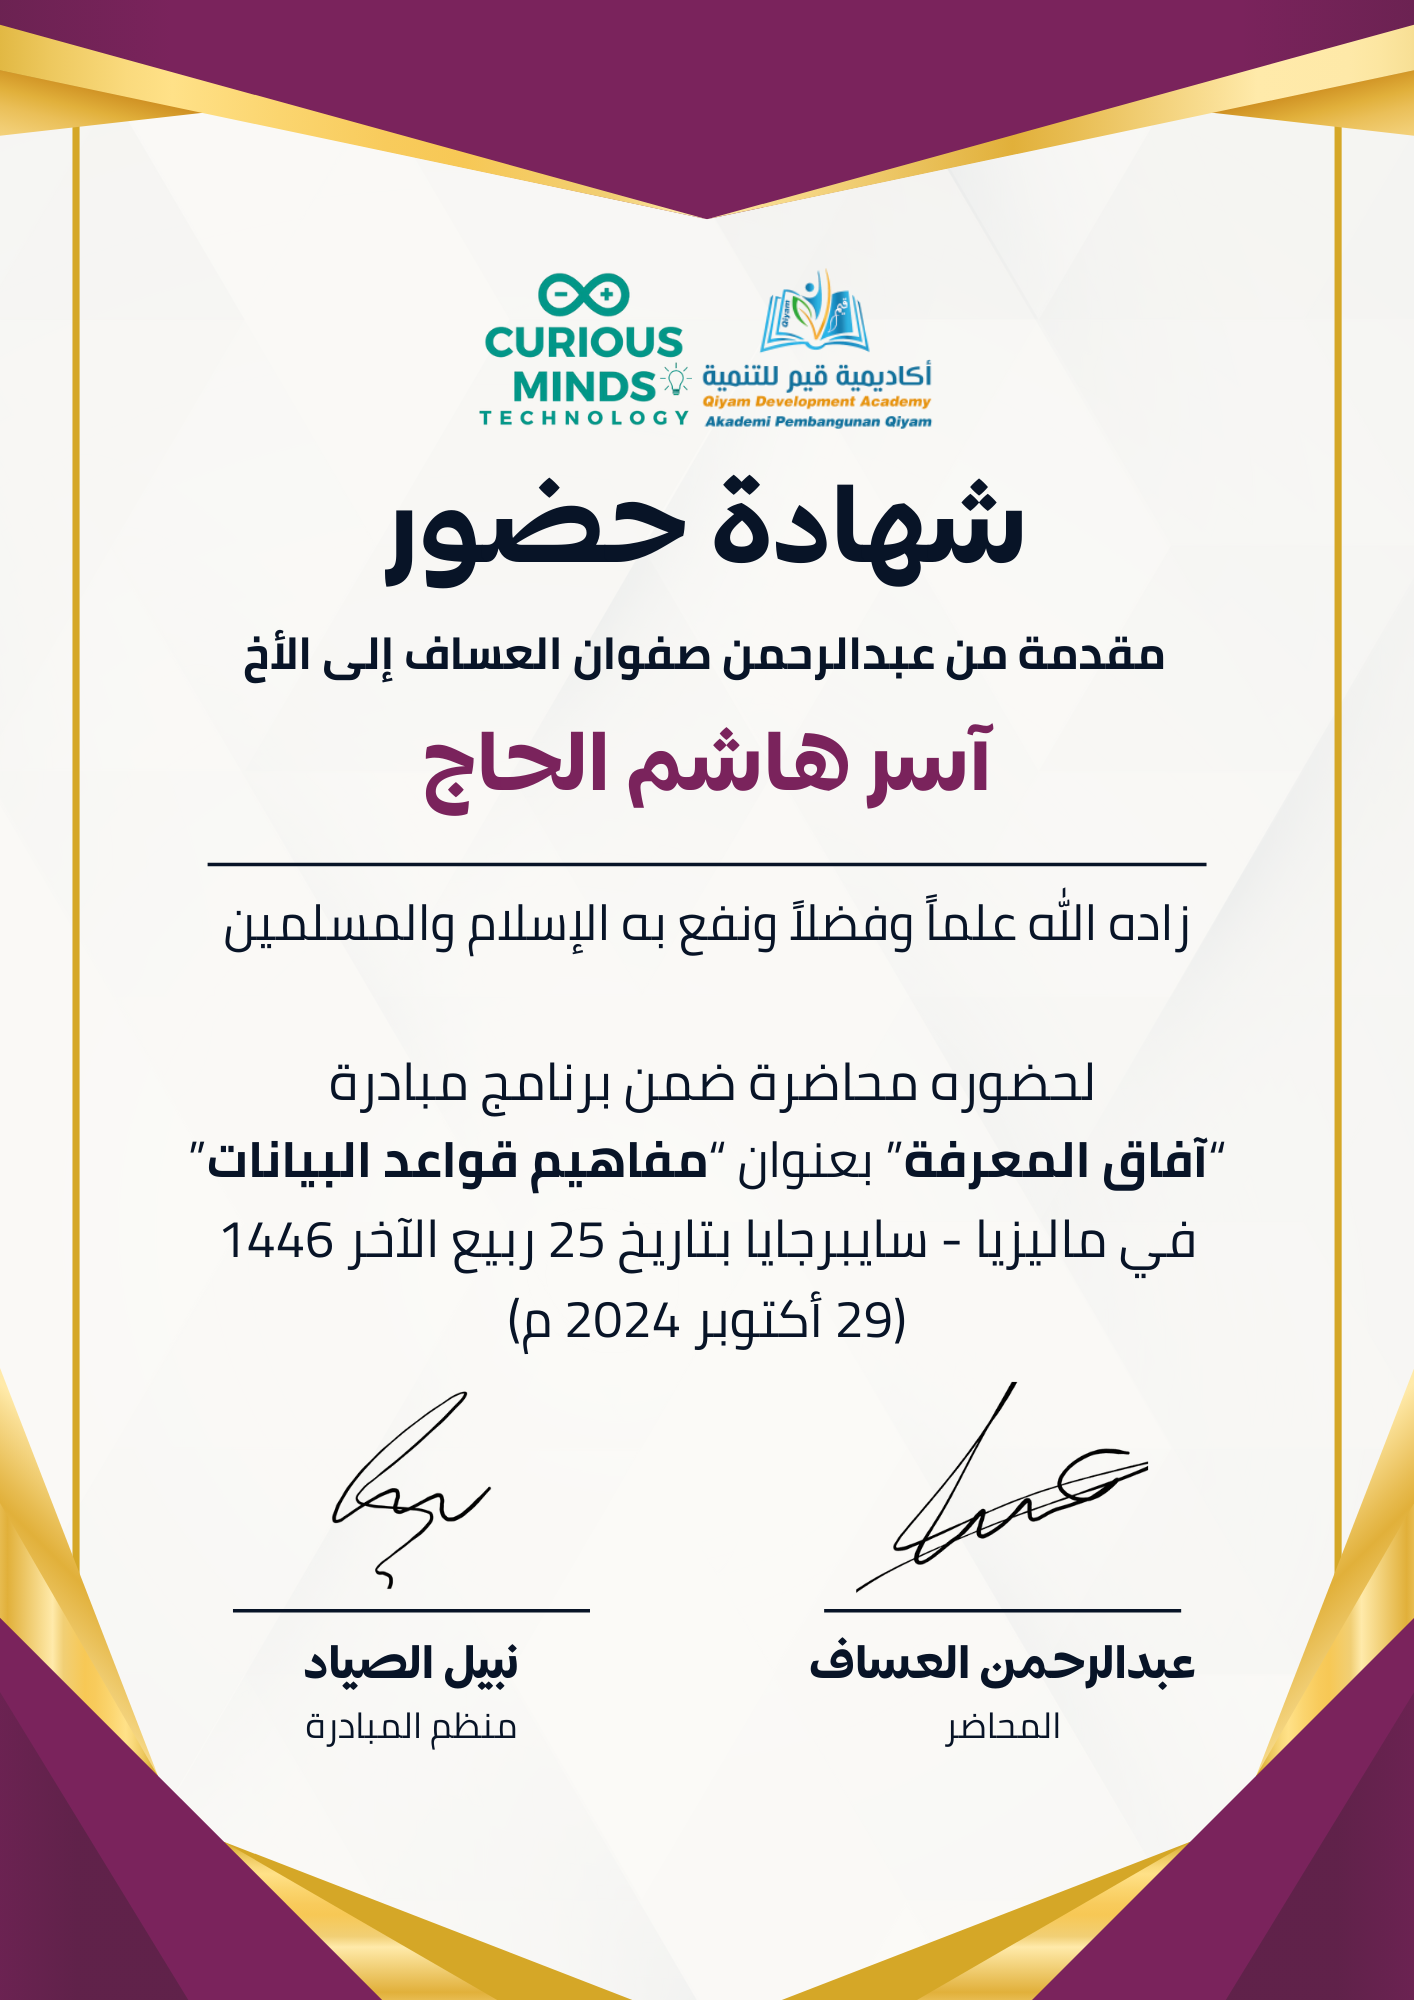 CURIOUS
MINDS
TECHNOLOGY
Qiyam
قيم
أكاديمية قيم للتنمية
Qiyam Development Academy
Akademi Pembangunan Qiyam
شهادة حضور
مقدمة من عبدالرحمن صفوان العساف إلى الأخ
آسر هاشم الحاج
زاده الله علماً وفضلاً ونفع به الإسلام والمسلمين
لحضوره محاضرة ضمن برنامج مبادرة
“آفاق المعرفة” بعنوان “مفاهيم قواعد البيانات”
في ماليزيا - سايبرجايا بتاريخ 25 ربيع الآخر 1446
(29 أكتوبر 2024 م)
عبدالرحمن العساف
المحاضر
نبيل الصياد
منظم المبادرة